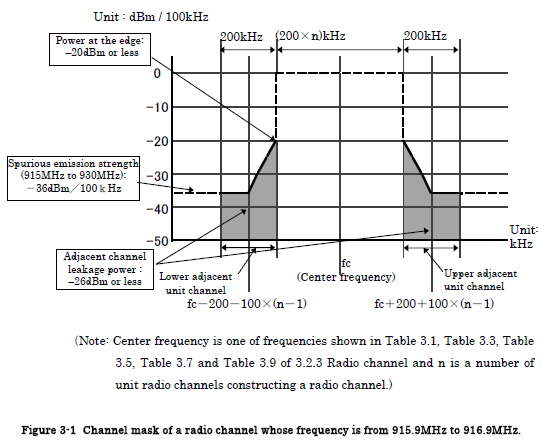 Unit : dBm / 100kHz
Power at the edge:
−20dBm or less
200kHz
(200×n)kHz
200kHz
0
−10
−20
−30
−40
−50
Spurious emission strength
(915MHz to 930MHz):
−36dBm／100ｋHz
Adjacent channel
leakage power :
−26dBm or less
Lower adjacent
unit channel
fc
(Center frequency)
Upper adjacent
unit channel
Unit:
kHz
fc−200−100×(n−1)
fc+200+100×(n−1)
(Note: Center frequency is one of frequencies shown in Table 3.1, Table 3.3, Table
3.5, Table 3.7 and Table 3.9 of 3.2.3 Radio channel and n is a number of
unit radio channels constructing a radio channel.)
Figure 3-1 Channel mask of a radio channel whose frequency is from 915.9MHz to 916.9MHz.